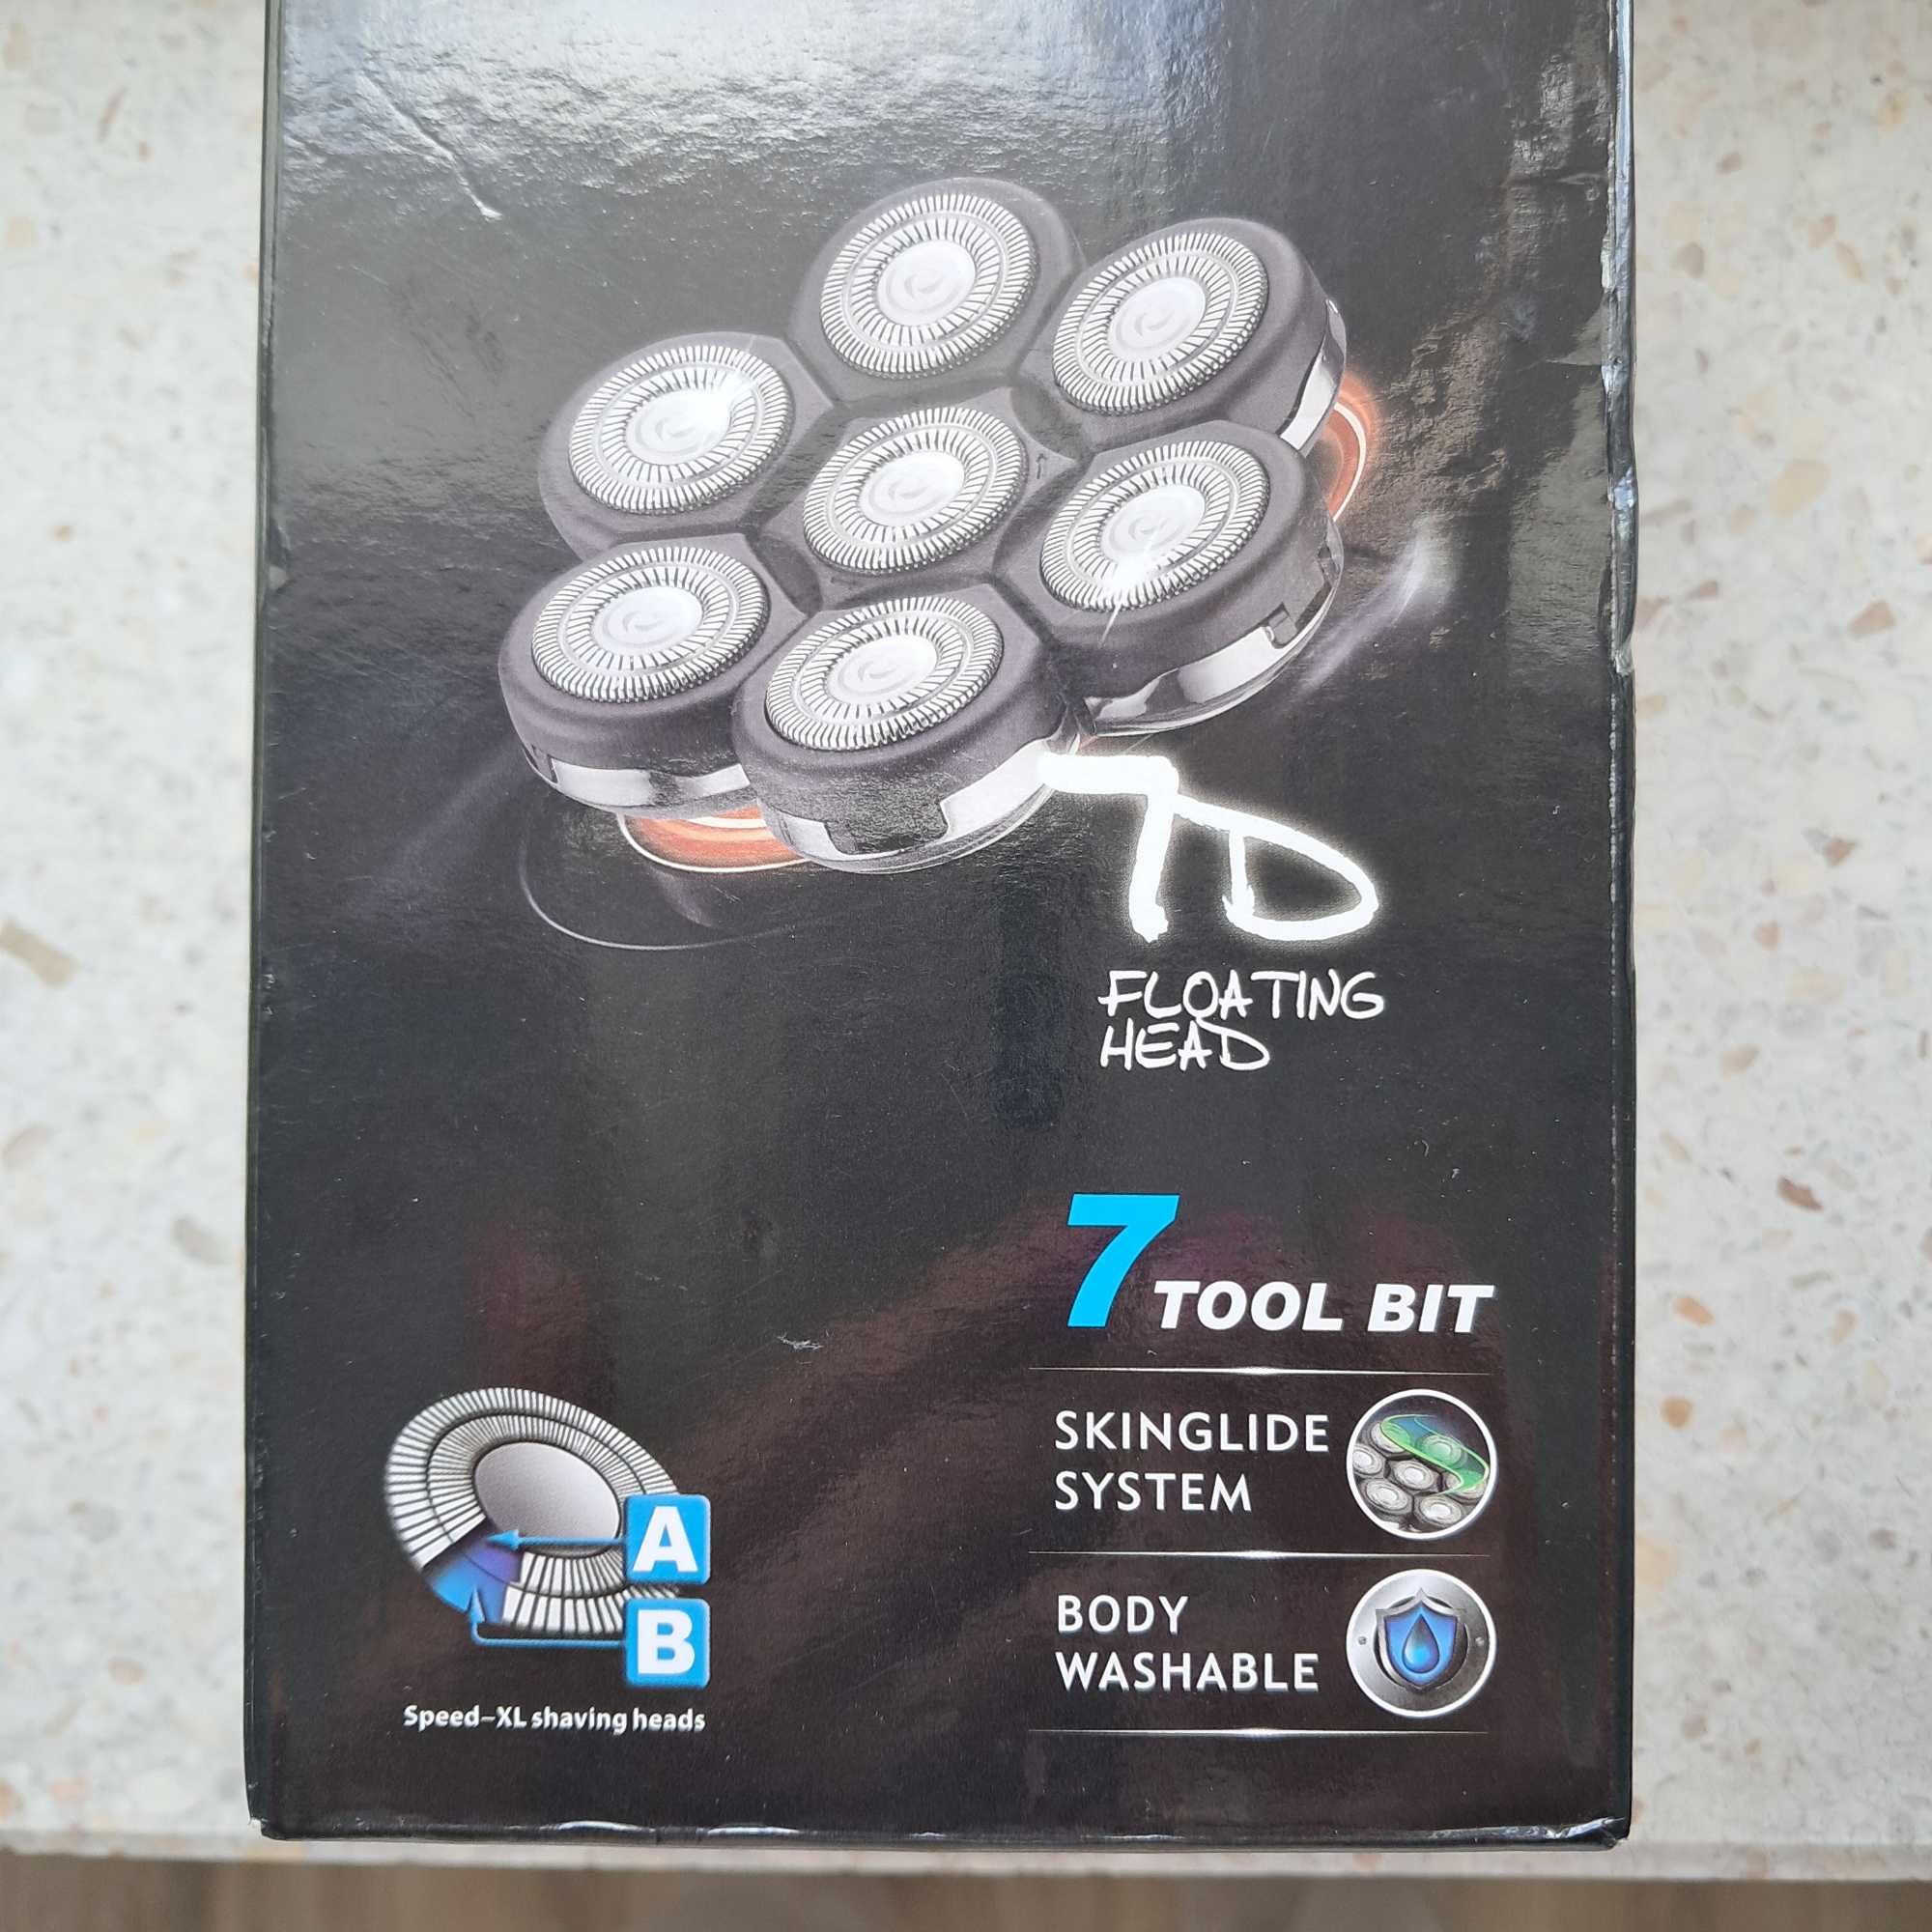 7D
FLOATING
HEAD
7 TOOL BIT
SKINGLIDE
SYSTEM
BODY
WASHABLE
A
B
Speed-XL shaving heads